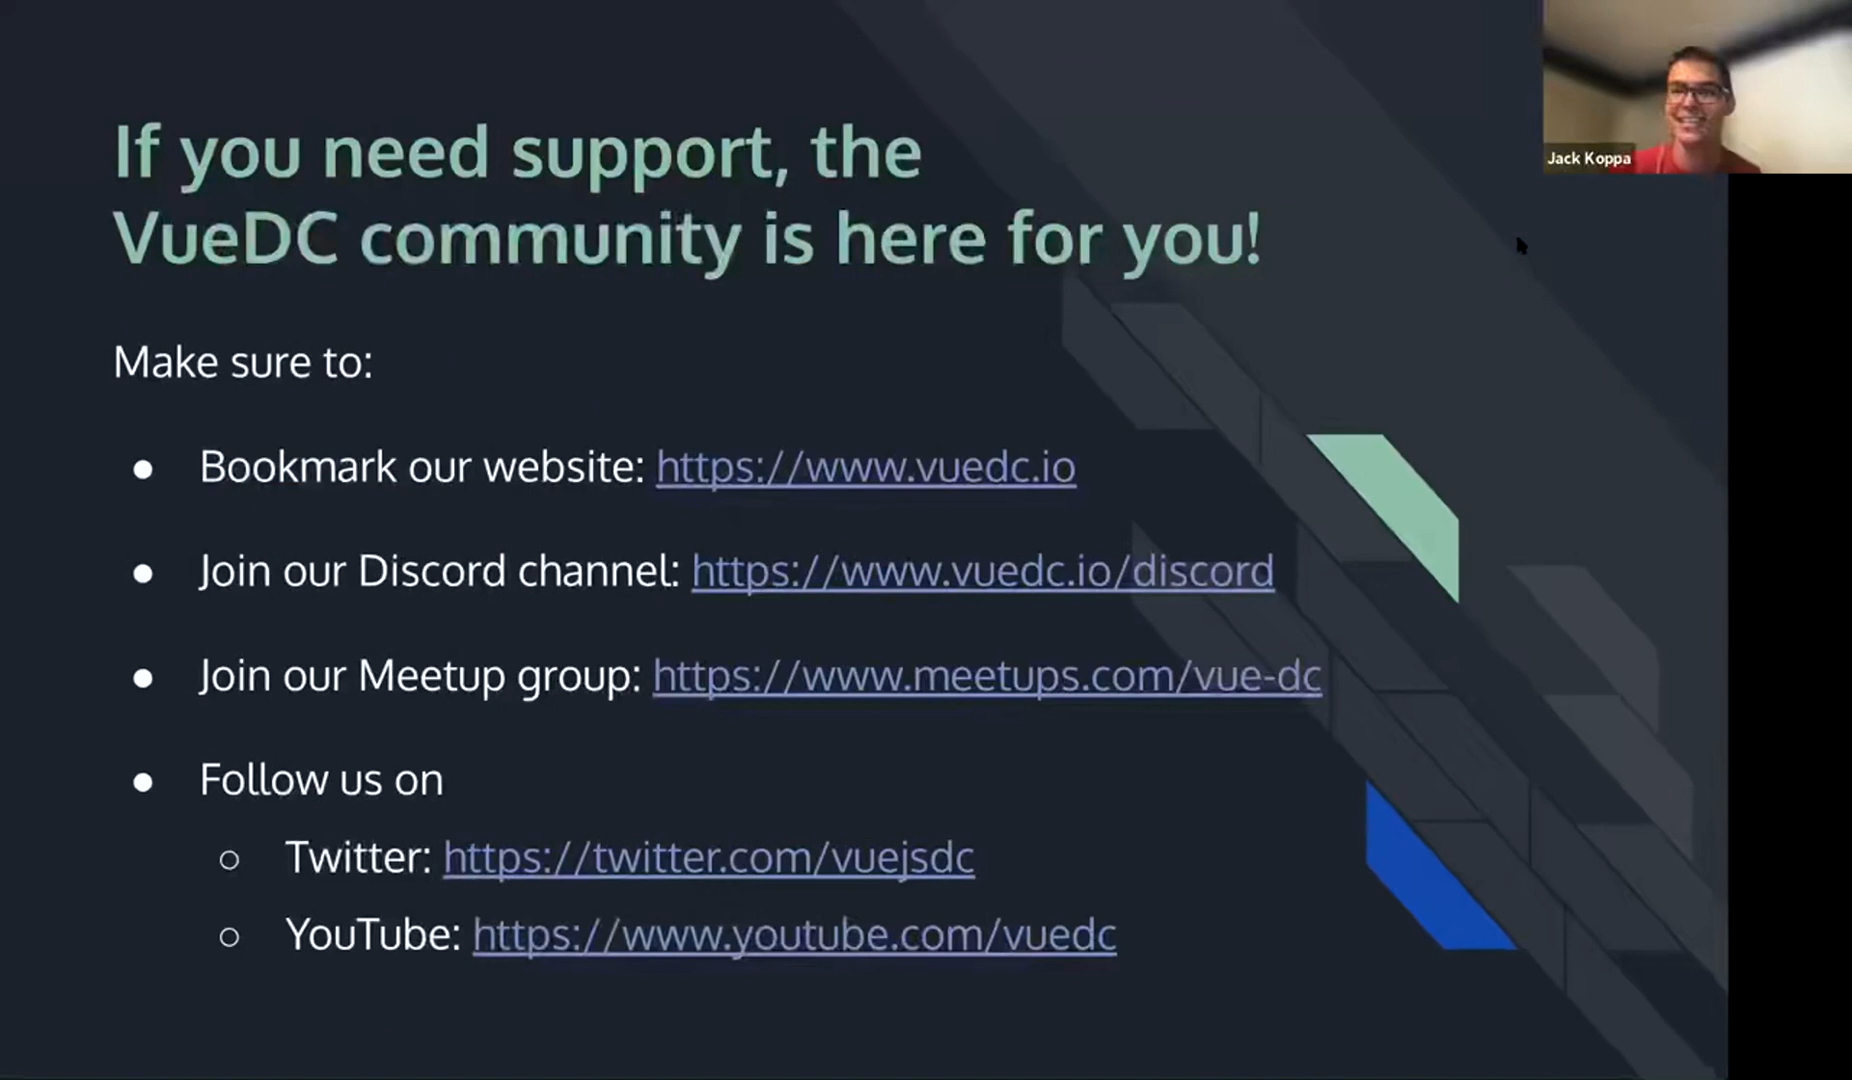 If you need support, the
VueDC community is here for you!
Jack Koppa
Make sure to:
● Bookmark our website: https://www.vuedc.io
● Join our Discord channel: https://www.vuedc.io/discord
● Join our Meetup group: https://www.meetups.com/vue-dc
● Follow us on
○ Twitter: https://twitter.com/vuejsdc
○ YouTube: https://www.youtube.com/vuedc